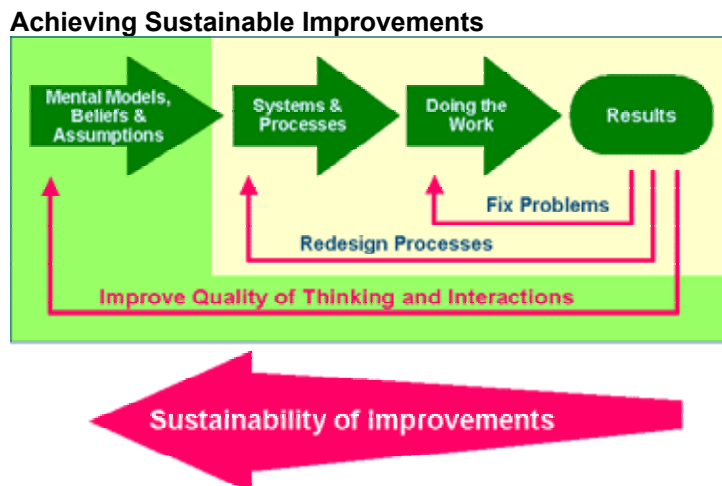 Achieving Sustainable Improvements
Mental Models,
Beliefs &
Assumptions
Systems &
Processes
Doing the
Work
Results
Fix Problems
Redesign Processes
Improve Quality of Thinking and Interactions
Sustainability of Improvements